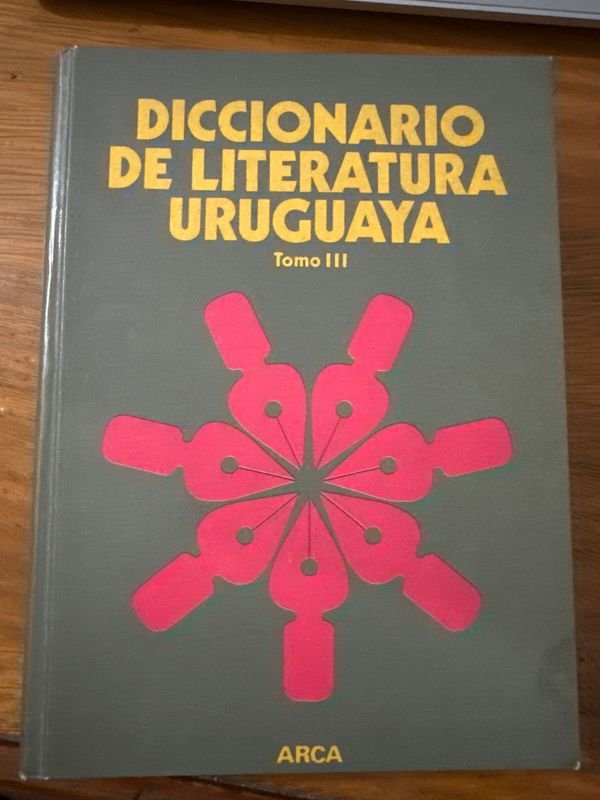 DICCIONARIO
DE LITERATURA
URUGUAYA
Tomo III
ARCA